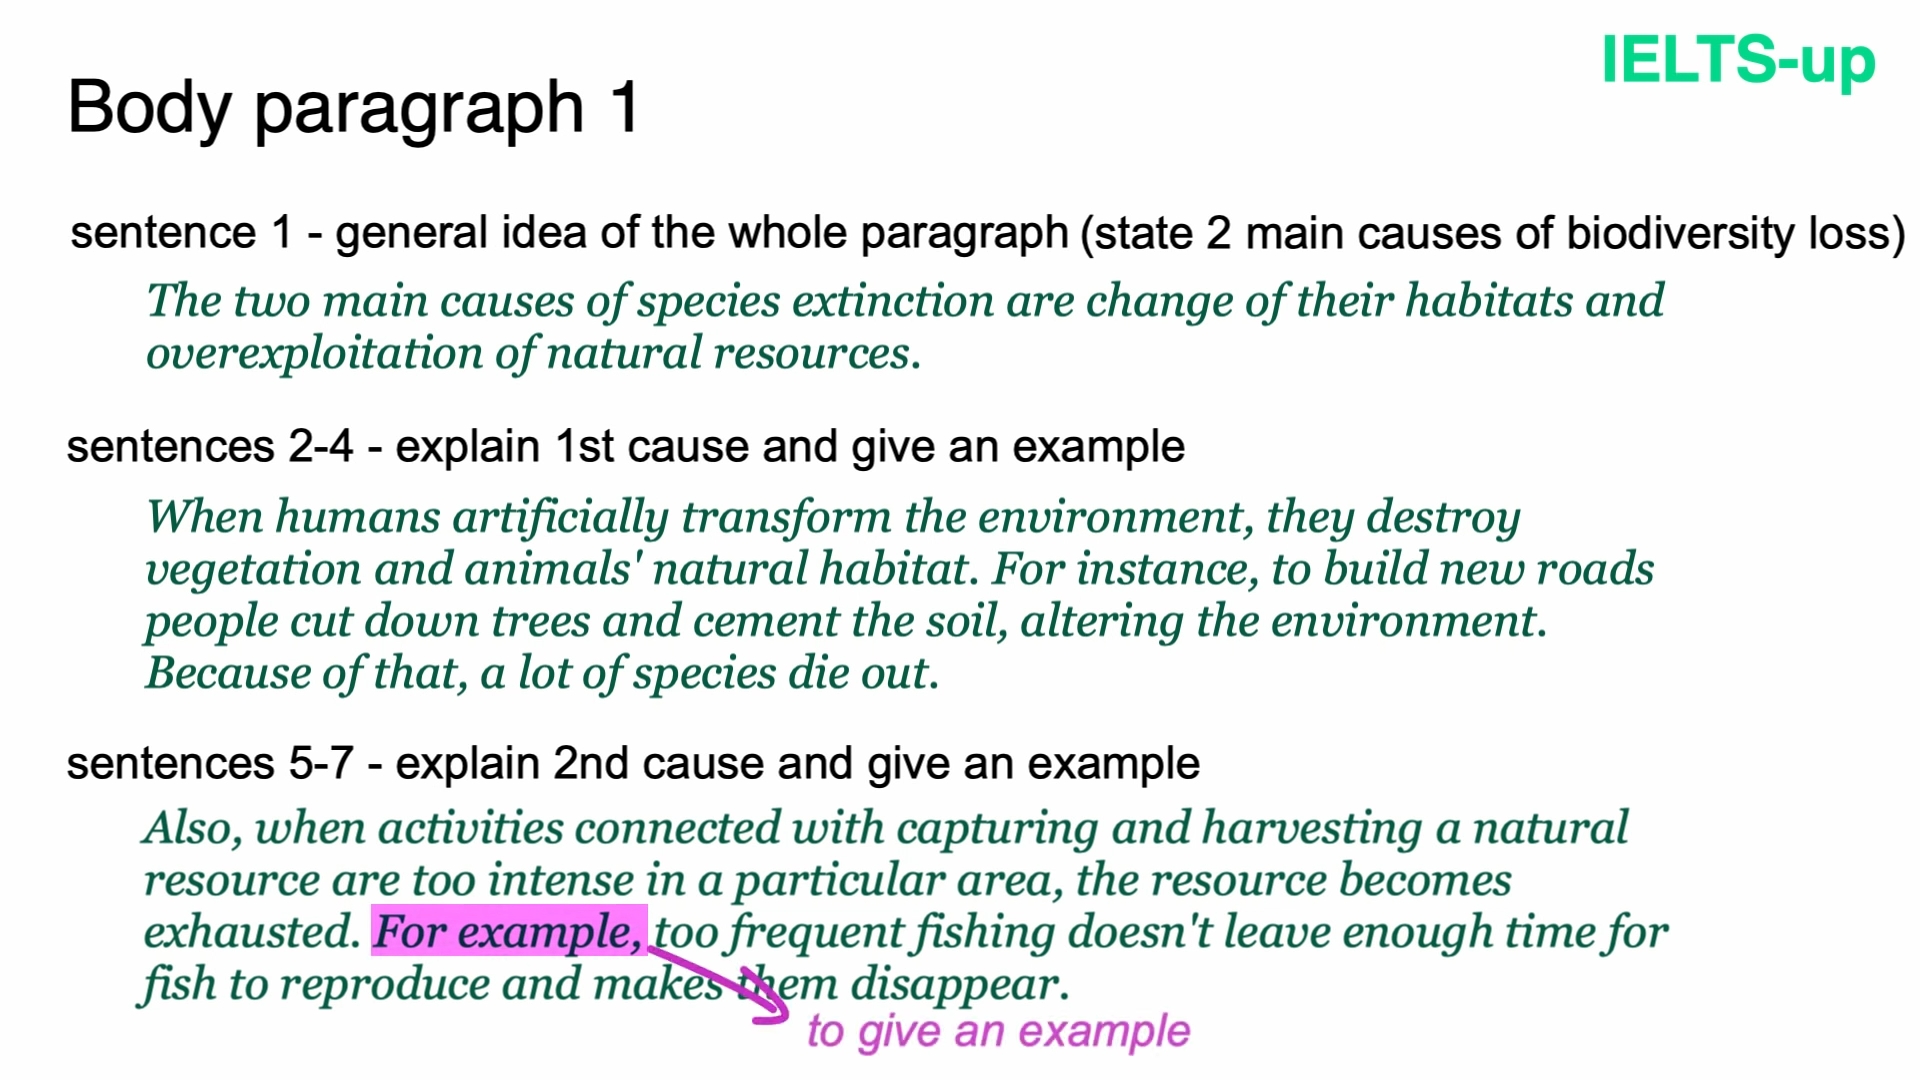 IELTS-up
Body paragraph 1
sentence 1 - general idea of the whole paragraph (state 2 main causes of biodiversity loss)
The two main causes of species extinction are change of their habitats and
overexploitation of natural resources.
sentences 2-4 - explain 1st cause and give an example
When humans artificially transform the environment, they destroy
vegetation and animals' natural habitat. For instance, to build new roads
people cut down trees and cement the soil, altering the environment.
Because of that, a lot of species die out.
sentences 5-7 - explain 2nd cause and give an example
Also, when activities connected with capturing and harvesting a natural
resource are too intense in a particular area, the resource becomes
exhausted. For example, too frequent fishing doesn't leave enough time for
fish to reproduce and makes them disappear.
to give an example